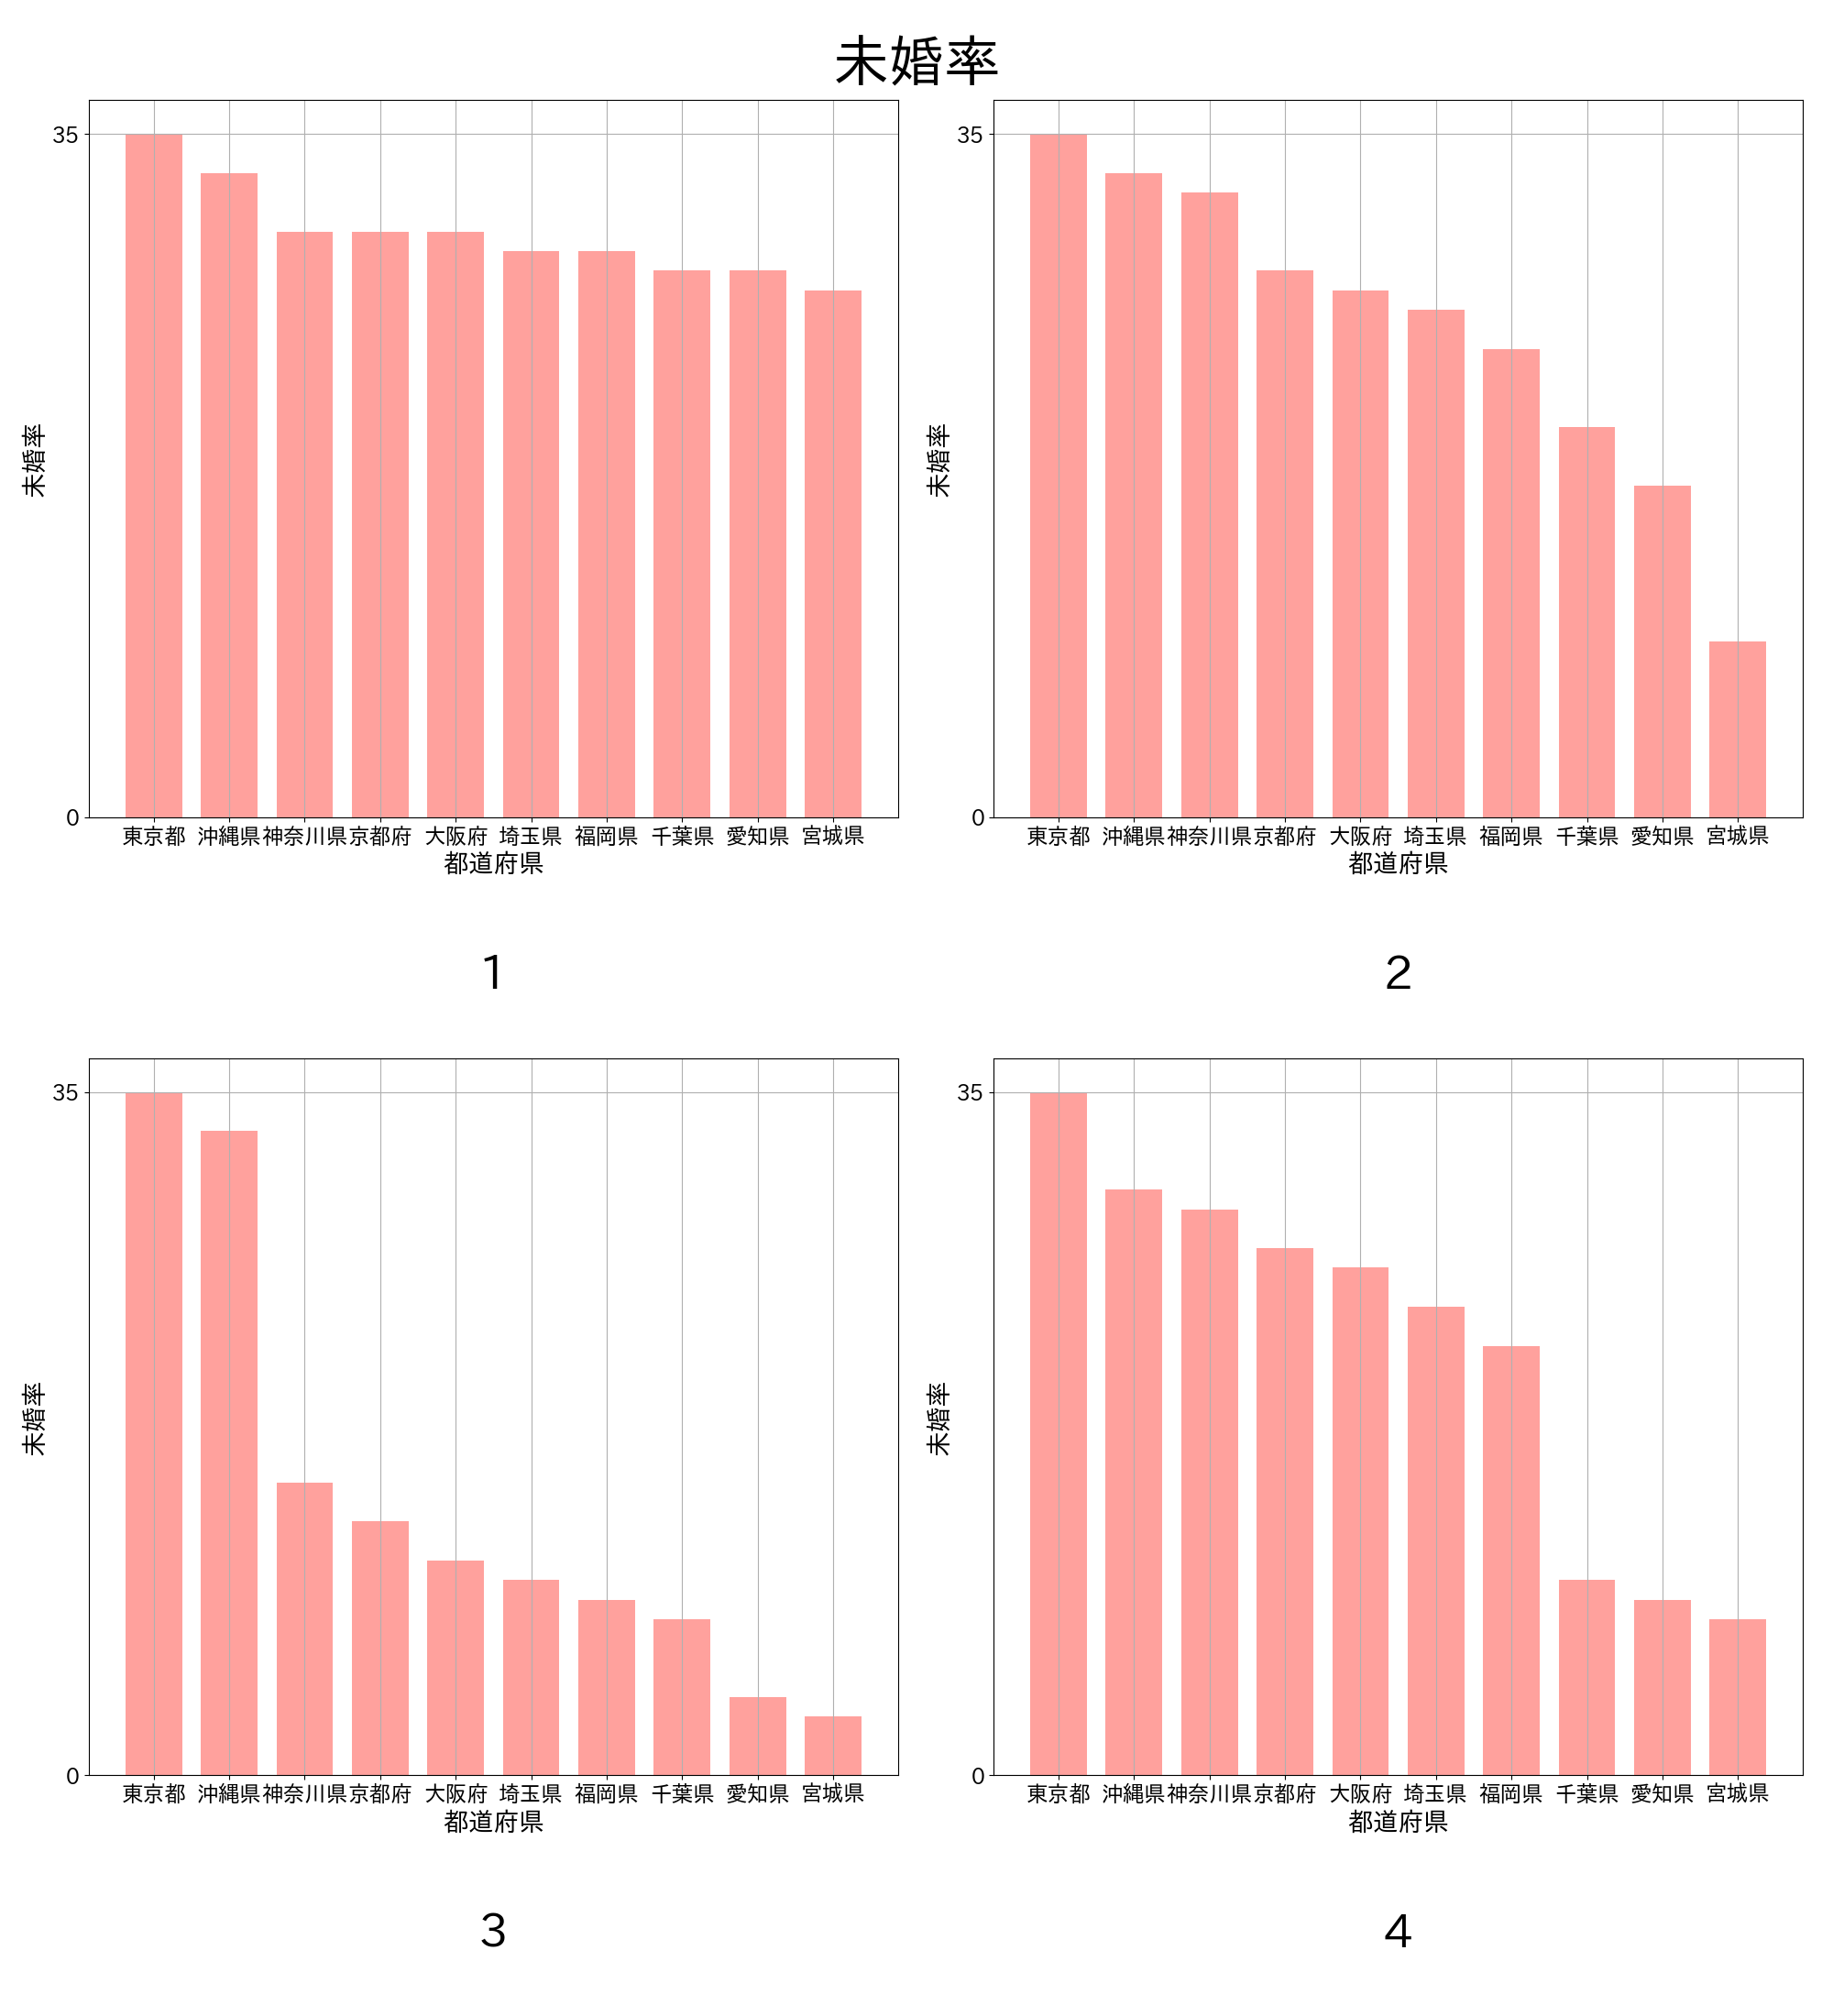 未婚率
35
0
未婚率
東京都 沖縄県 神奈川県 京都府 大阪府 埼玉県 福岡県 千葉県 愛知県 宮城県
都道府県
1
35
0
未婚率
東京都 沖縄県 神奈川県 京都府 大阪府 埼玉県 福岡県 千葉県 愛知県 宮城県
都道府県
2
35
0
未婚率
東京都 沖縄県 神奈川県 京都府 大阪府 埼玉県 福岡県 千葉県 愛知県 宮城県
都道府県
3
35
0
未婚率
東京都 沖縄県 神奈川県 京都府 大阪府 埼玉県 福岡県 千葉県 愛知県 宮城県
都道府県
4